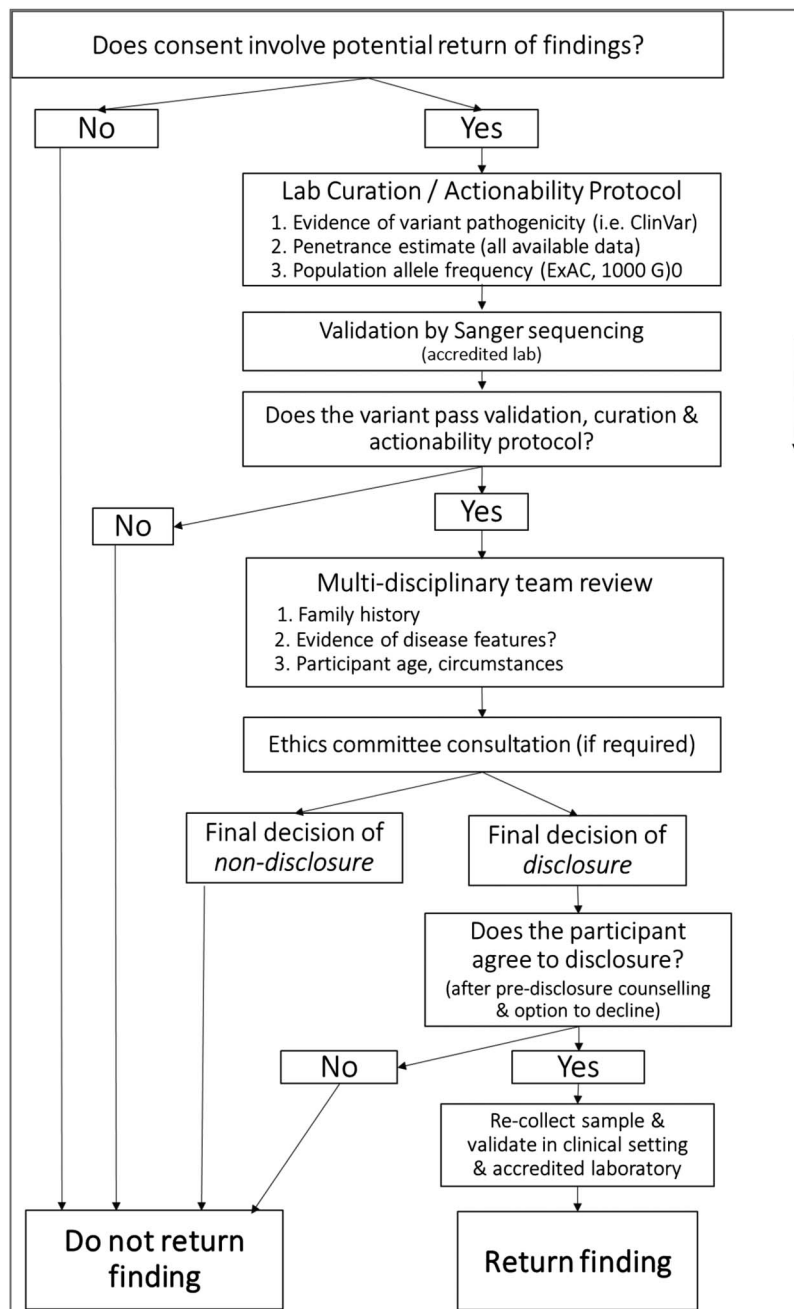 Does consent involve potential return of findings?
No
Yes
Lab Curation / Actionability Protocol
1. Evidence of variant pathogenicity (i.e. ClinVar)
2. Penetrance estimate (all available data)
3. Population allele frequency (ExAC, 1000 G)0
Validation by Sanger sequencing
(accredited lab)
Does the variant pass validation, curation &
actionability protocol?
No
Yes
Multi-disciplinary team review
1. Family history
2. Evidence of disease features?
3. Participant age, circumstances
Ethics committee consultation (if required)
Final decision of
non-disclosure
Final decision of
disclosure
Does the participant
agree to disclosure?
(after pre-disclosure counselling
& option to decline)
No
Yes
Re-collect sample &
validate in clinical setting
& accredited laboratory
Do not return
finding
Return finding